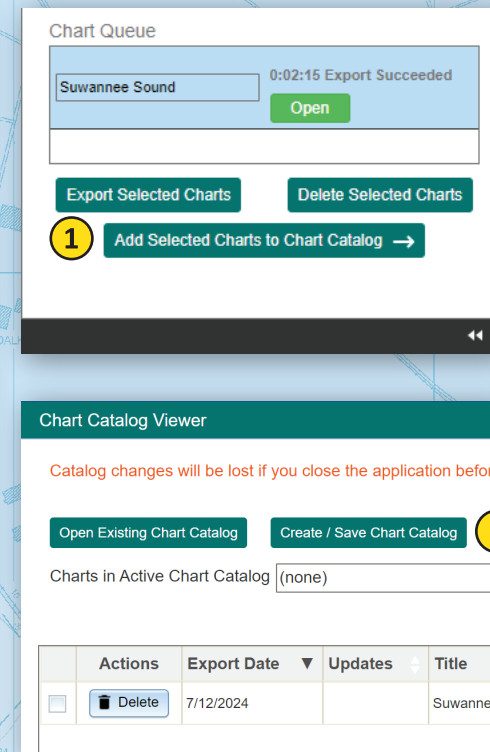 Chart Queue
Suwannee Sound
0:02:15 Export Succeeded
Open
Export Selected Charts Delete Selected Charts
1 Add Selected Charts to Chart Catalog →
Chart Catalog Viewer
Catalog changes will be lost if you close the application befor
Open Existing Chart Catalog Create / Save Chart Catalog
Charts in Active Chart Catalog (none)
Actions Export Date ▼ Updates Title
Delete 7/12/2024 Suwanne